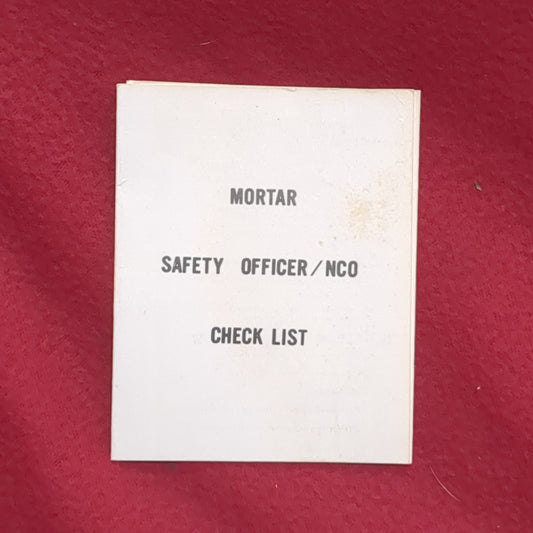 MORTAR
SAFETY OFFICER/NCO
CHECK LIST